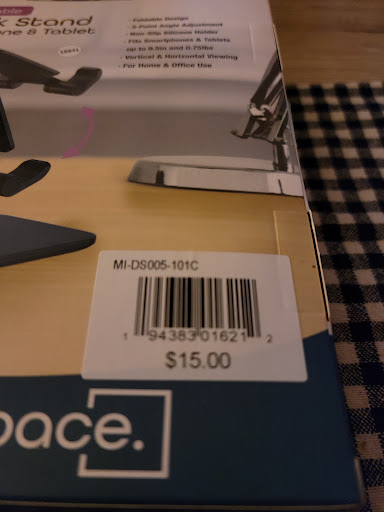 able
k Stand
one & Tablet
• Foldable Design
• 3-Point Angle Adjustment
• Non-Slip Silicone Holder
• Fits Smartphones & Tablets
up to 9.5in and 0.75lbs
• Vertical & Horizontal Viewing
• For Home & Office Use
MI-DS005-101C
1 94383 01621 2
$15.00
pace.